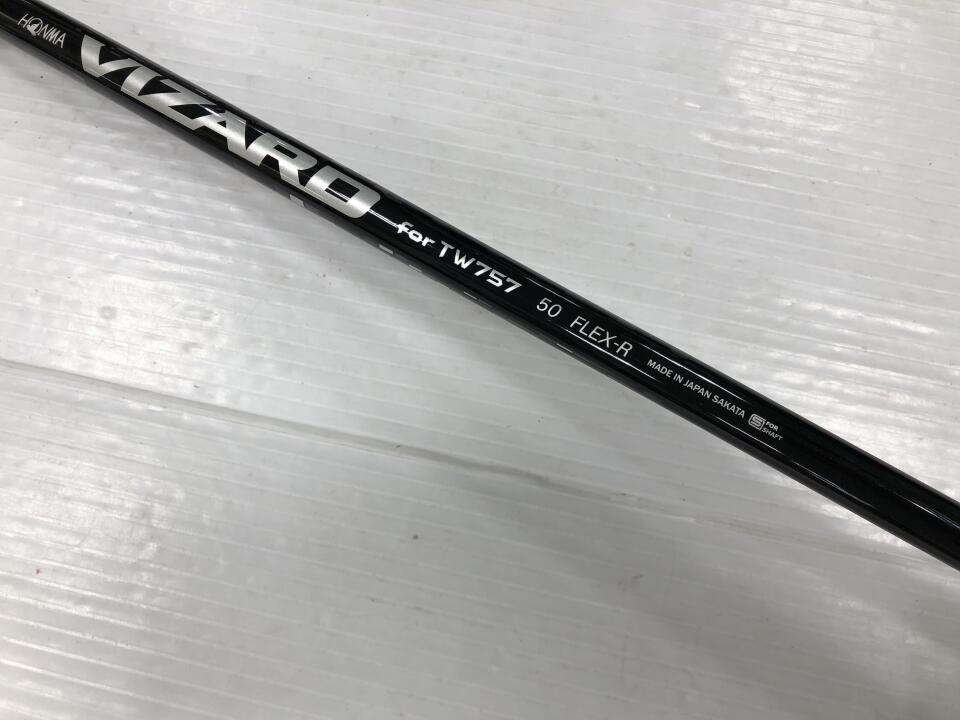 HONMA VIZARD for TW757 50 FLEX-R MADE IN JAPAN SAKATA S FOR SHAFT